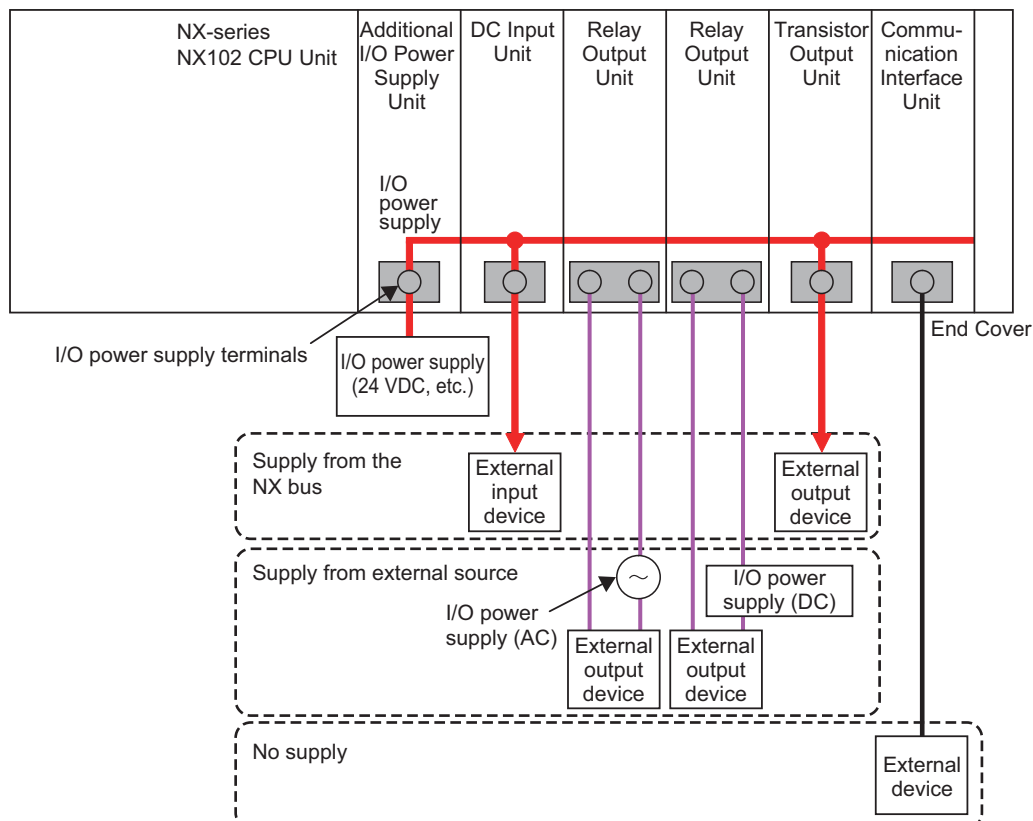 NX-series
NX102 CPU Unit
Additional
I/O Power
Supply
Unit
DC Input
Unit
Relay
Output
Unit
Relay
Output
Unit
Transistor
Output
Unit
Commu-
nication
Interface
Unit
I/O
power
supply
End Cover
I/O power supply terminals
I/O power supply
(24 VDC, etc.)
Supply from the
NX bus
External
input
device
External
output
device
Supply from external source
I/O power
supply (AC)
~
I/O power
supply (DC)
External
output
device
External
output
device
No supply
External
device